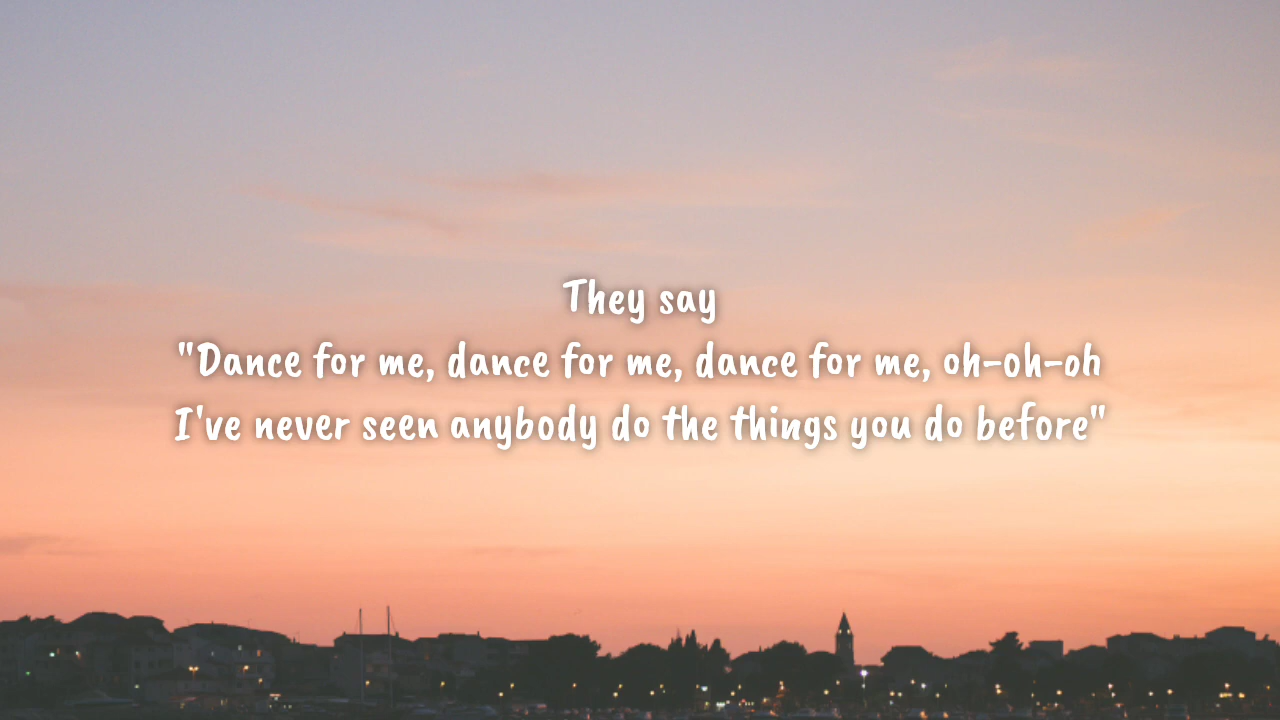 They say
"Dance for me, dance for me, dance for me, oh-oh-oh
I've never seen anybody do the things you do before"